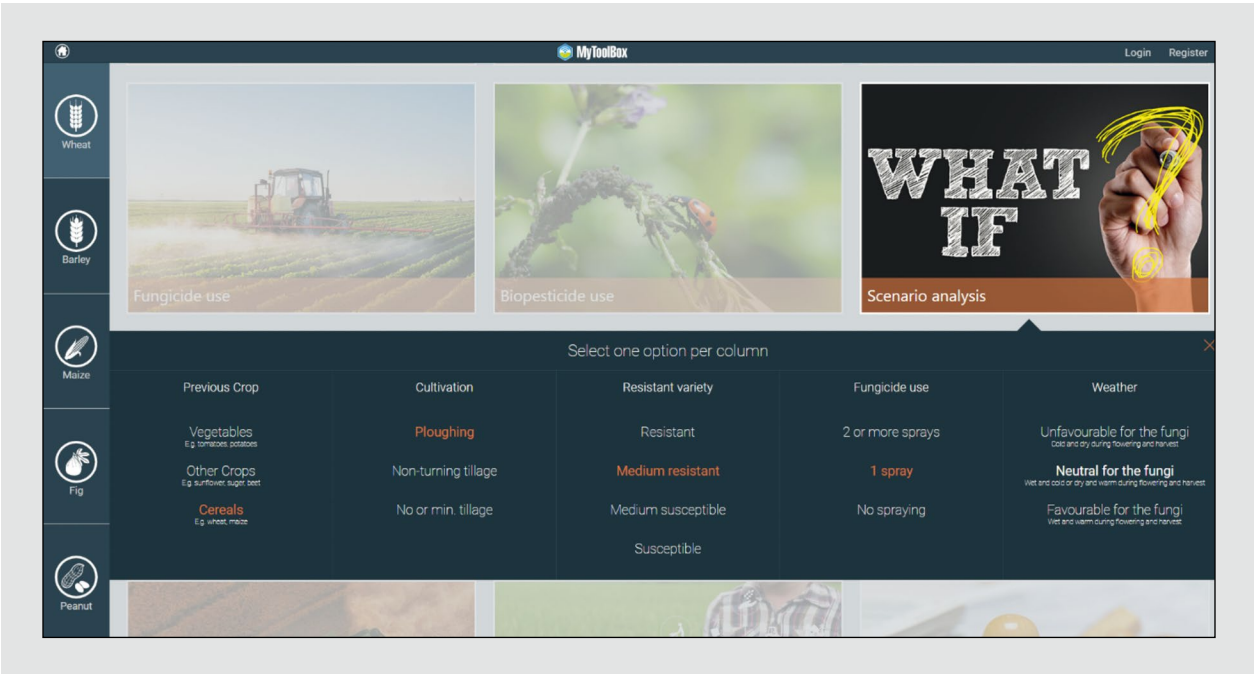 MyToolBox
Login Register
Wheat
Barley
Maize
Fig
Peanut
Fungicide use
Biopesticide use
WHAT
IF
?
Scenario analysis
Select one option per column
Previous Crop
Vegetables
E.g. tomatoes, potatoes
Other Crops
E.g. sunflower, suger, beet
Cereals
E.g. wheat, maize
Cultivation
Ploughing
Non-turning tillage
No or min. tillage
Resistant variety
Resistant
Medium resistant
Medium susceptible
Susceptible
Fungicide use
2 or more sprays
1 spray
No spraying
Weather
Unfavourable for the fungi
Cold and dry during flowering and harvest
Neutral for the fungi
Wet and cold or dry and warm during flowering and harvest
Favourable for the fungi
Wet and warm during flowering and harvest